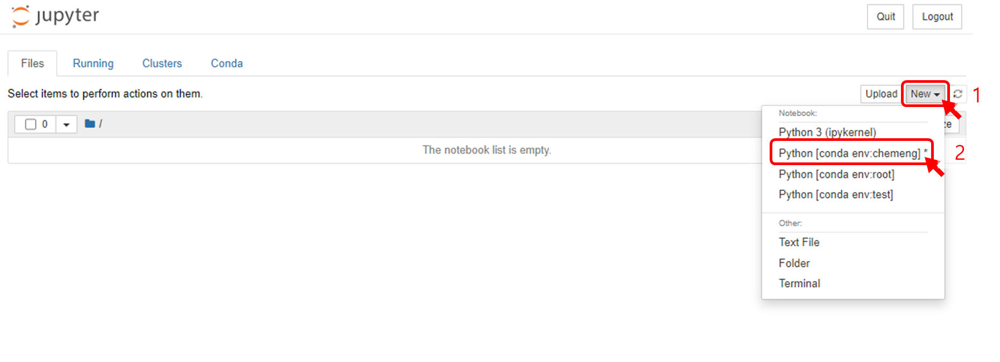 jupyter
Quit Logout
Files Running Clusters Conda
Select items to perform actions on them.
Upload New 1
0 /
Notebook:
Python 3 (ipykernel)
The notebook list is empty.
Python [conda env:chemeng] * 2
Python [conda env:root]
Python [conda env:test]
Other:
Text File
Folder
Terminal